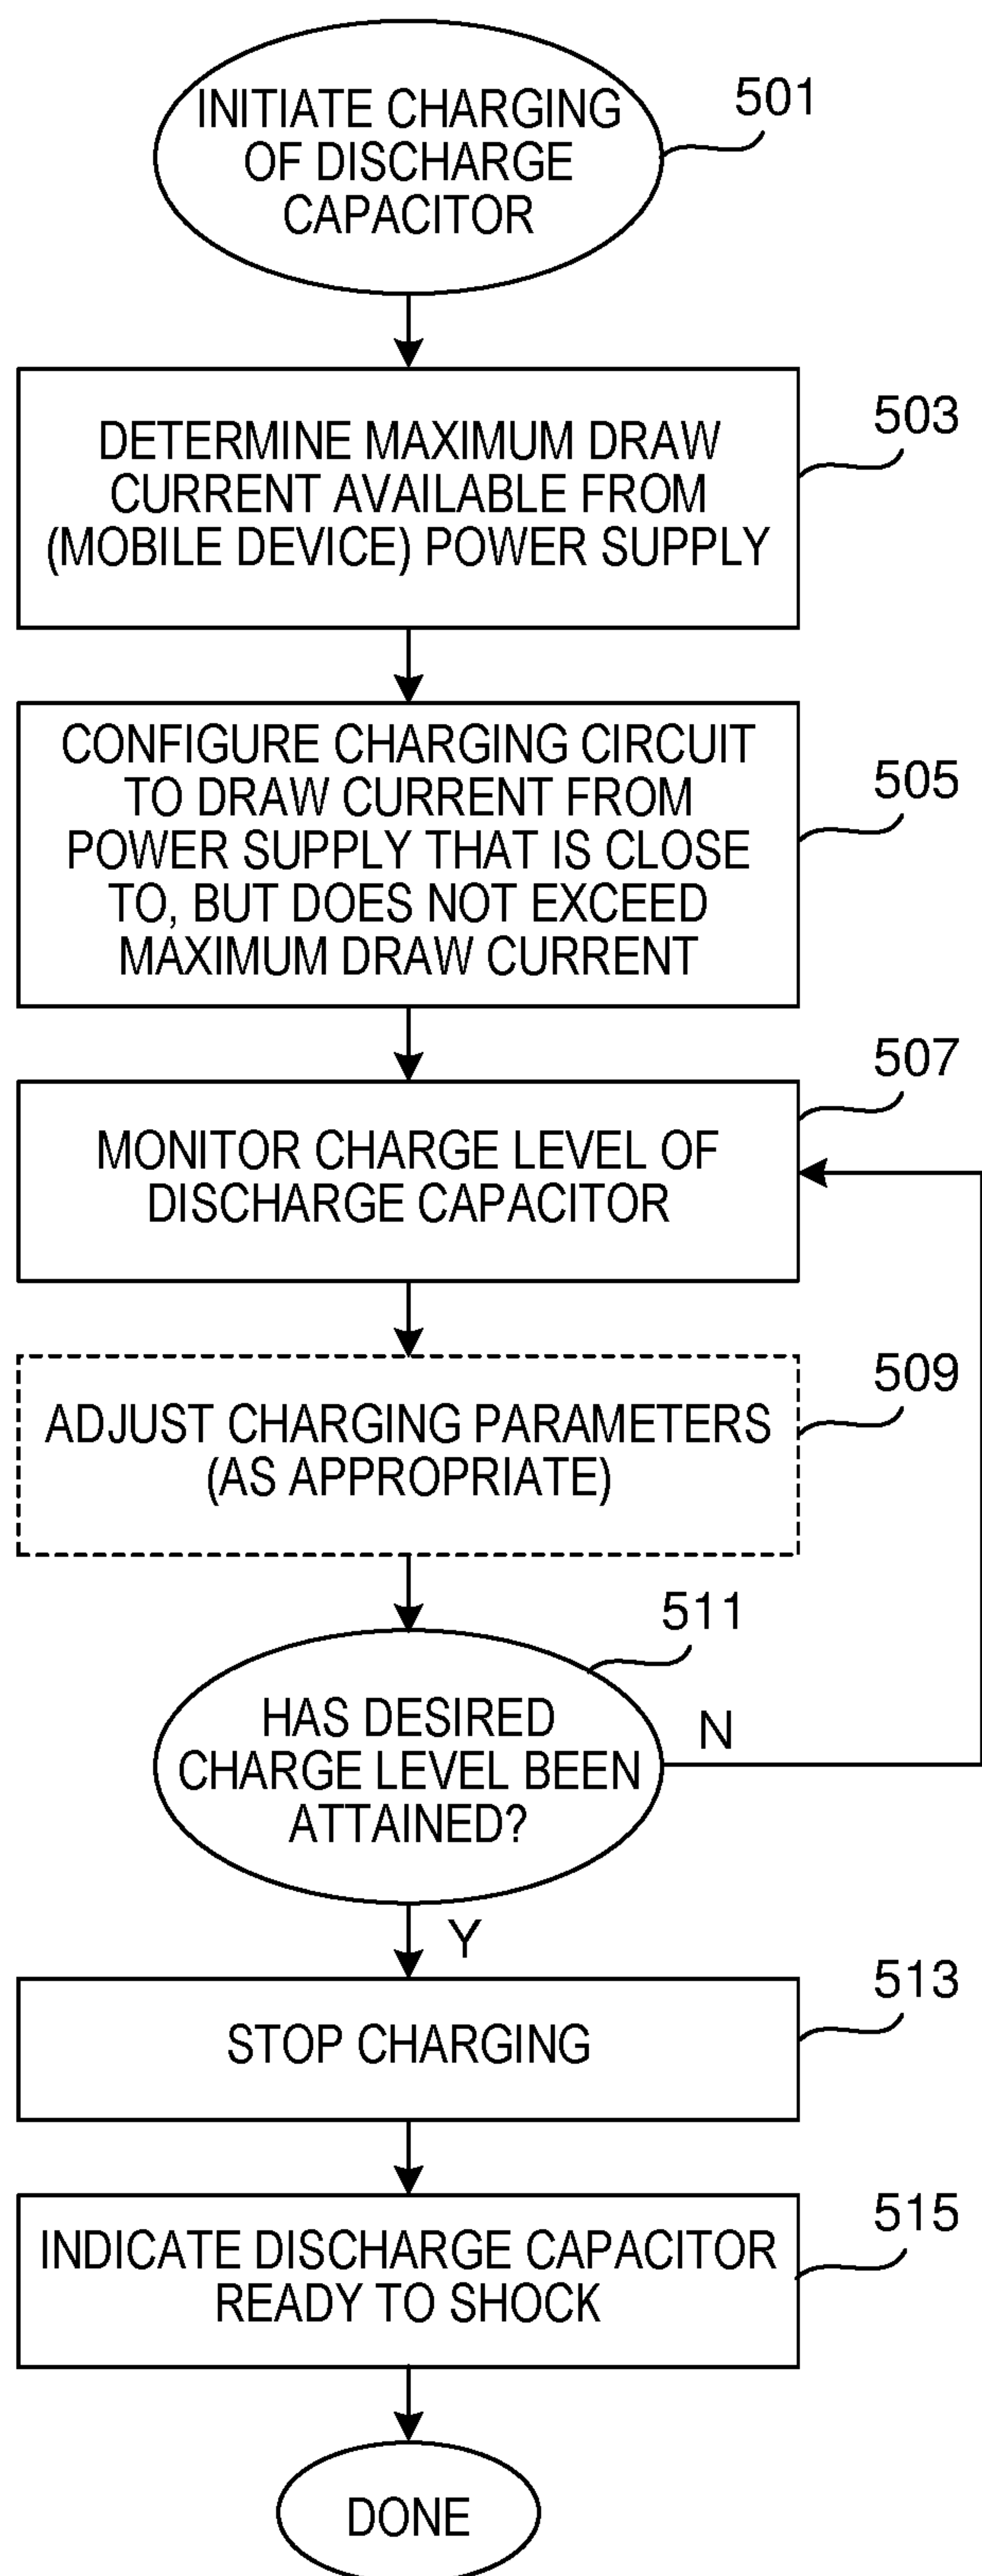 INITIATE CHARGING
OF DISCHARGE
CAPACITOR
501
DETERMINE MAXIMUM DRAW
CURRENT AVAILABLE FROM
(MOBILE DEVICE) POWER SUPPLY
503
CONFIGURE CHARGING CIRCUIT
TO DRAW CURRENT FROM
POWER SUPPLY THAT IS CLOSE
TO, BUT DOES NOT EXCEED
MAXIMUM DRAW CURRENT
505
MONITOR CHARGE LEVEL OF
DISCHARGE CAPACITOR
507
ADJUST CHARGING PARAMETERS
(AS APPROPRIATE)
509
HAS DESIRED
CHARGE LEVEL BEEN
ATTAINED?
511
N
Y
STOP CHARGING
513
INDICATE DISCHARGE CAPACITOR
READY TO SHOCK
515
DONE